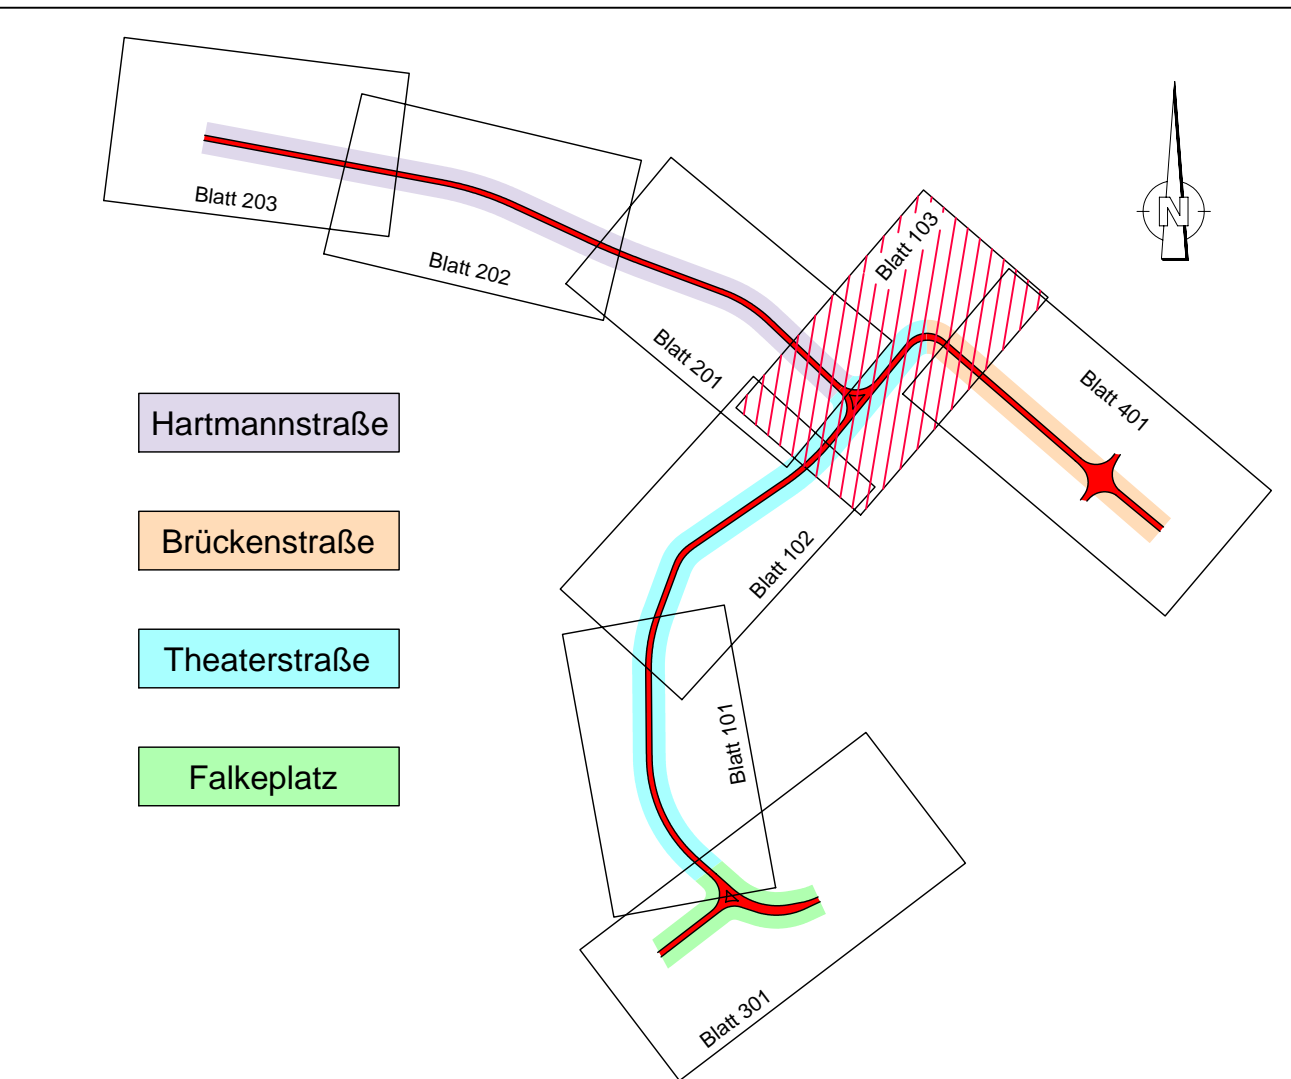 Blatt 203
Blatt 202
Blatt 103
N
Blatt 201
Blatt 401
Hartmannstraße
Brückenstraße
Blatt 102
Theaterstraße
Blatt 101
Falkeplatz
Blatt 301